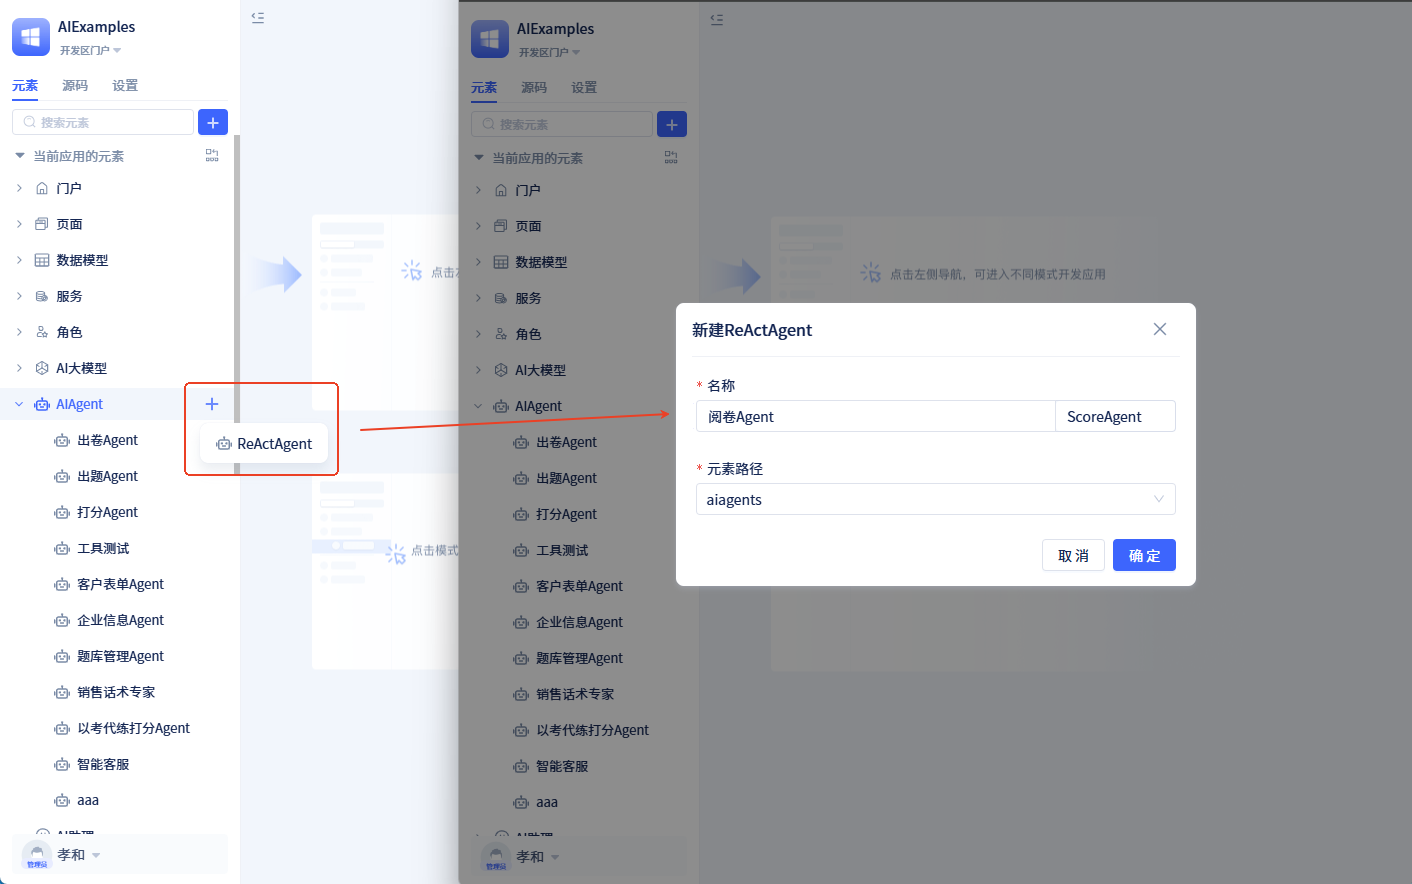 AIExamples
开发区门户
元素 源码 设置
搜索元素
当前应用的元素
门户
页面
数据模型
服务
角色
AI大模型
AIAgent
ReActAgent
出卷Agent
出题Agent
打分Agent
工具测试
客户表单Agent
企业信息Agent
题库管理Agent
销售话术专家
以考代练打分Agent
智能客服
aaa
AI助理
管理员
孝和
点击
点击模式
AIExamples
开发区门户
元素 源码 设置
搜索元素
当前应用的元素
门户
页面
数据模型
服务
角色
AI大模型
AIAgent
出卷Agent
出题Agent
打分Agent
工具测试
客户表单Agent
企业信息Agent
题库管理Agent
销售话术专家
以考代练打分Agent
智能客服
aaa
AI助理
管理员
孝和
点击左侧导航，可进入不同模式开发应用
新建ReActAgent
* 名称
阅卷Agent ScoreAgent
* 元素路径
aiagents
取消 确定